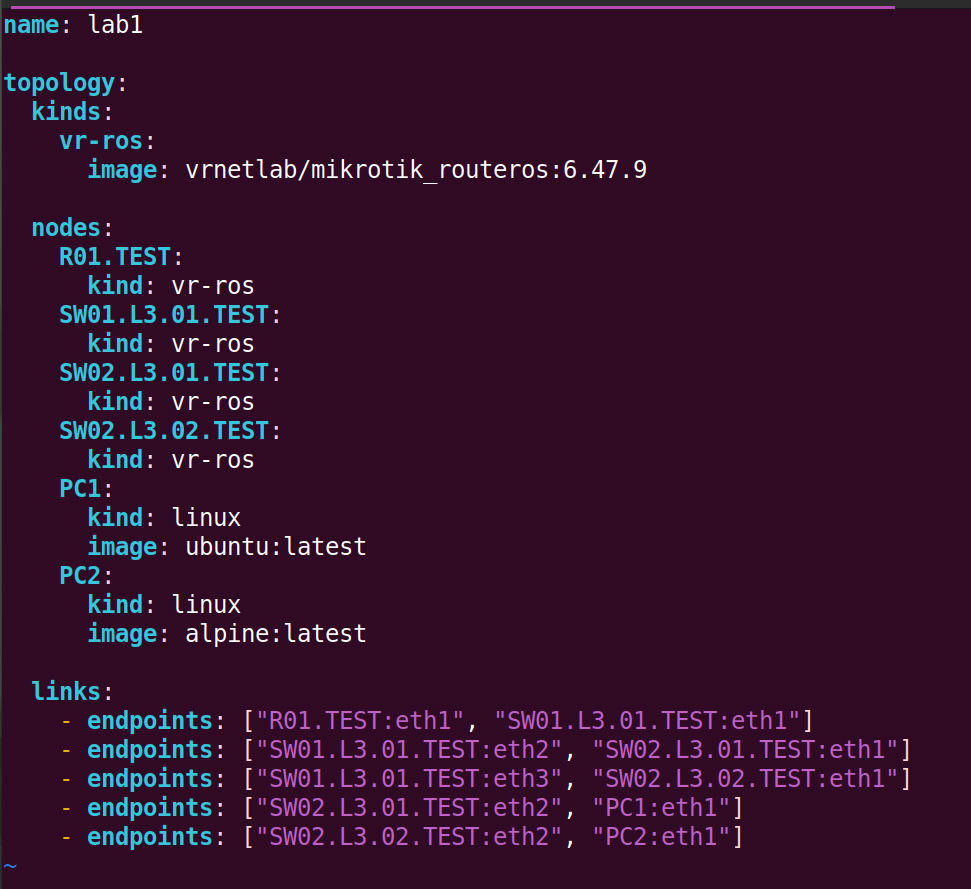 name: lab1

topology:
  kinds:
    vr-ros:
      image: vrnetlab/mikrotik_routeros:6.47.9

  nodes:
    R01.TEST:
      kind: vr-ros
    SW01.L3.01.TEST:
      kind: vr-ros
    SW02.L3.01.TEST:
      kind: vr-ros
    SW02.L3.02.TEST:
      kind: vr-ros
    PC1:
      kind: linux
      image: ubuntu:latest
    PC2:
      kind: linux
      image: alpine:latest

  links:
    - endpoints: ["R01.TEST:eth1", "SW01.L3.01.TEST:eth1"]
    - endpoints: ["SW01.L3.01.TEST:eth2", "SW02.L3.01.TEST:eth1"]
    - endpoints: ["SW01.L3.01.TEST:eth3", "SW02.L3.02.TEST:eth1"]
    - endpoints: ["SW02.L3.01.TEST:eth2", "PC1:eth1"]
    - endpoints: ["SW02.L3.02.TEST:eth2", "PC2:eth1"]
~